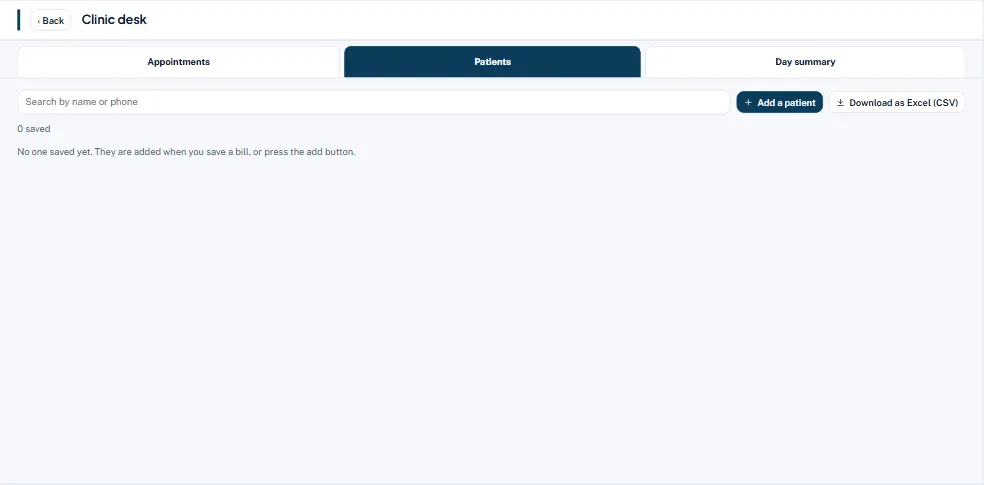 ‹ Back
Clinic desk
Appointments
Patients
Day summary
Search by name or phone
+ Add a patient
Download as Excel (CSV)
0 saved
No one saved yet. They are added when you save a bill, or press the add button.